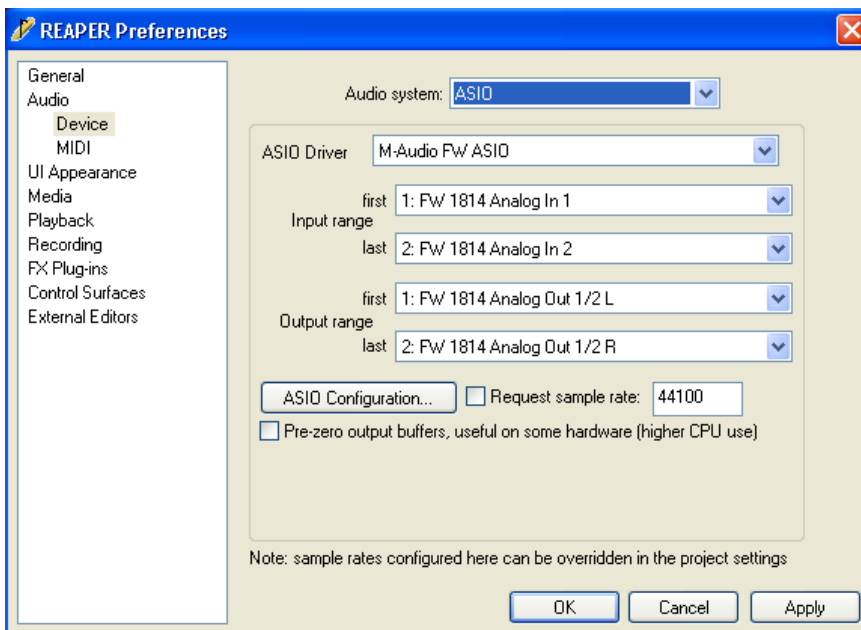 REAPER Preferences
General
Audio
Device
MIDI
UI Appearance
Media
Playback
Recording
FX Plug-ins
Control Surfaces
External Editors
Audio system: ASIO
ASIO Driver M-Audio FW ASIO
first 1: FW 1814 Analog In 1
Input range
last 2: FW 1814 Analog In 2
first 1: FW 1814 Analog Out 1/2 L
Output range
last 2: FW 1814 Analog Out 1/2 R
ASIO Configuration... Request sample rate: 44100
Pre-zero output buffers, useful on some hardware (higher CPU use)
Note: sample rates configured here can be overridden in the project settings
OK Cancel Apply